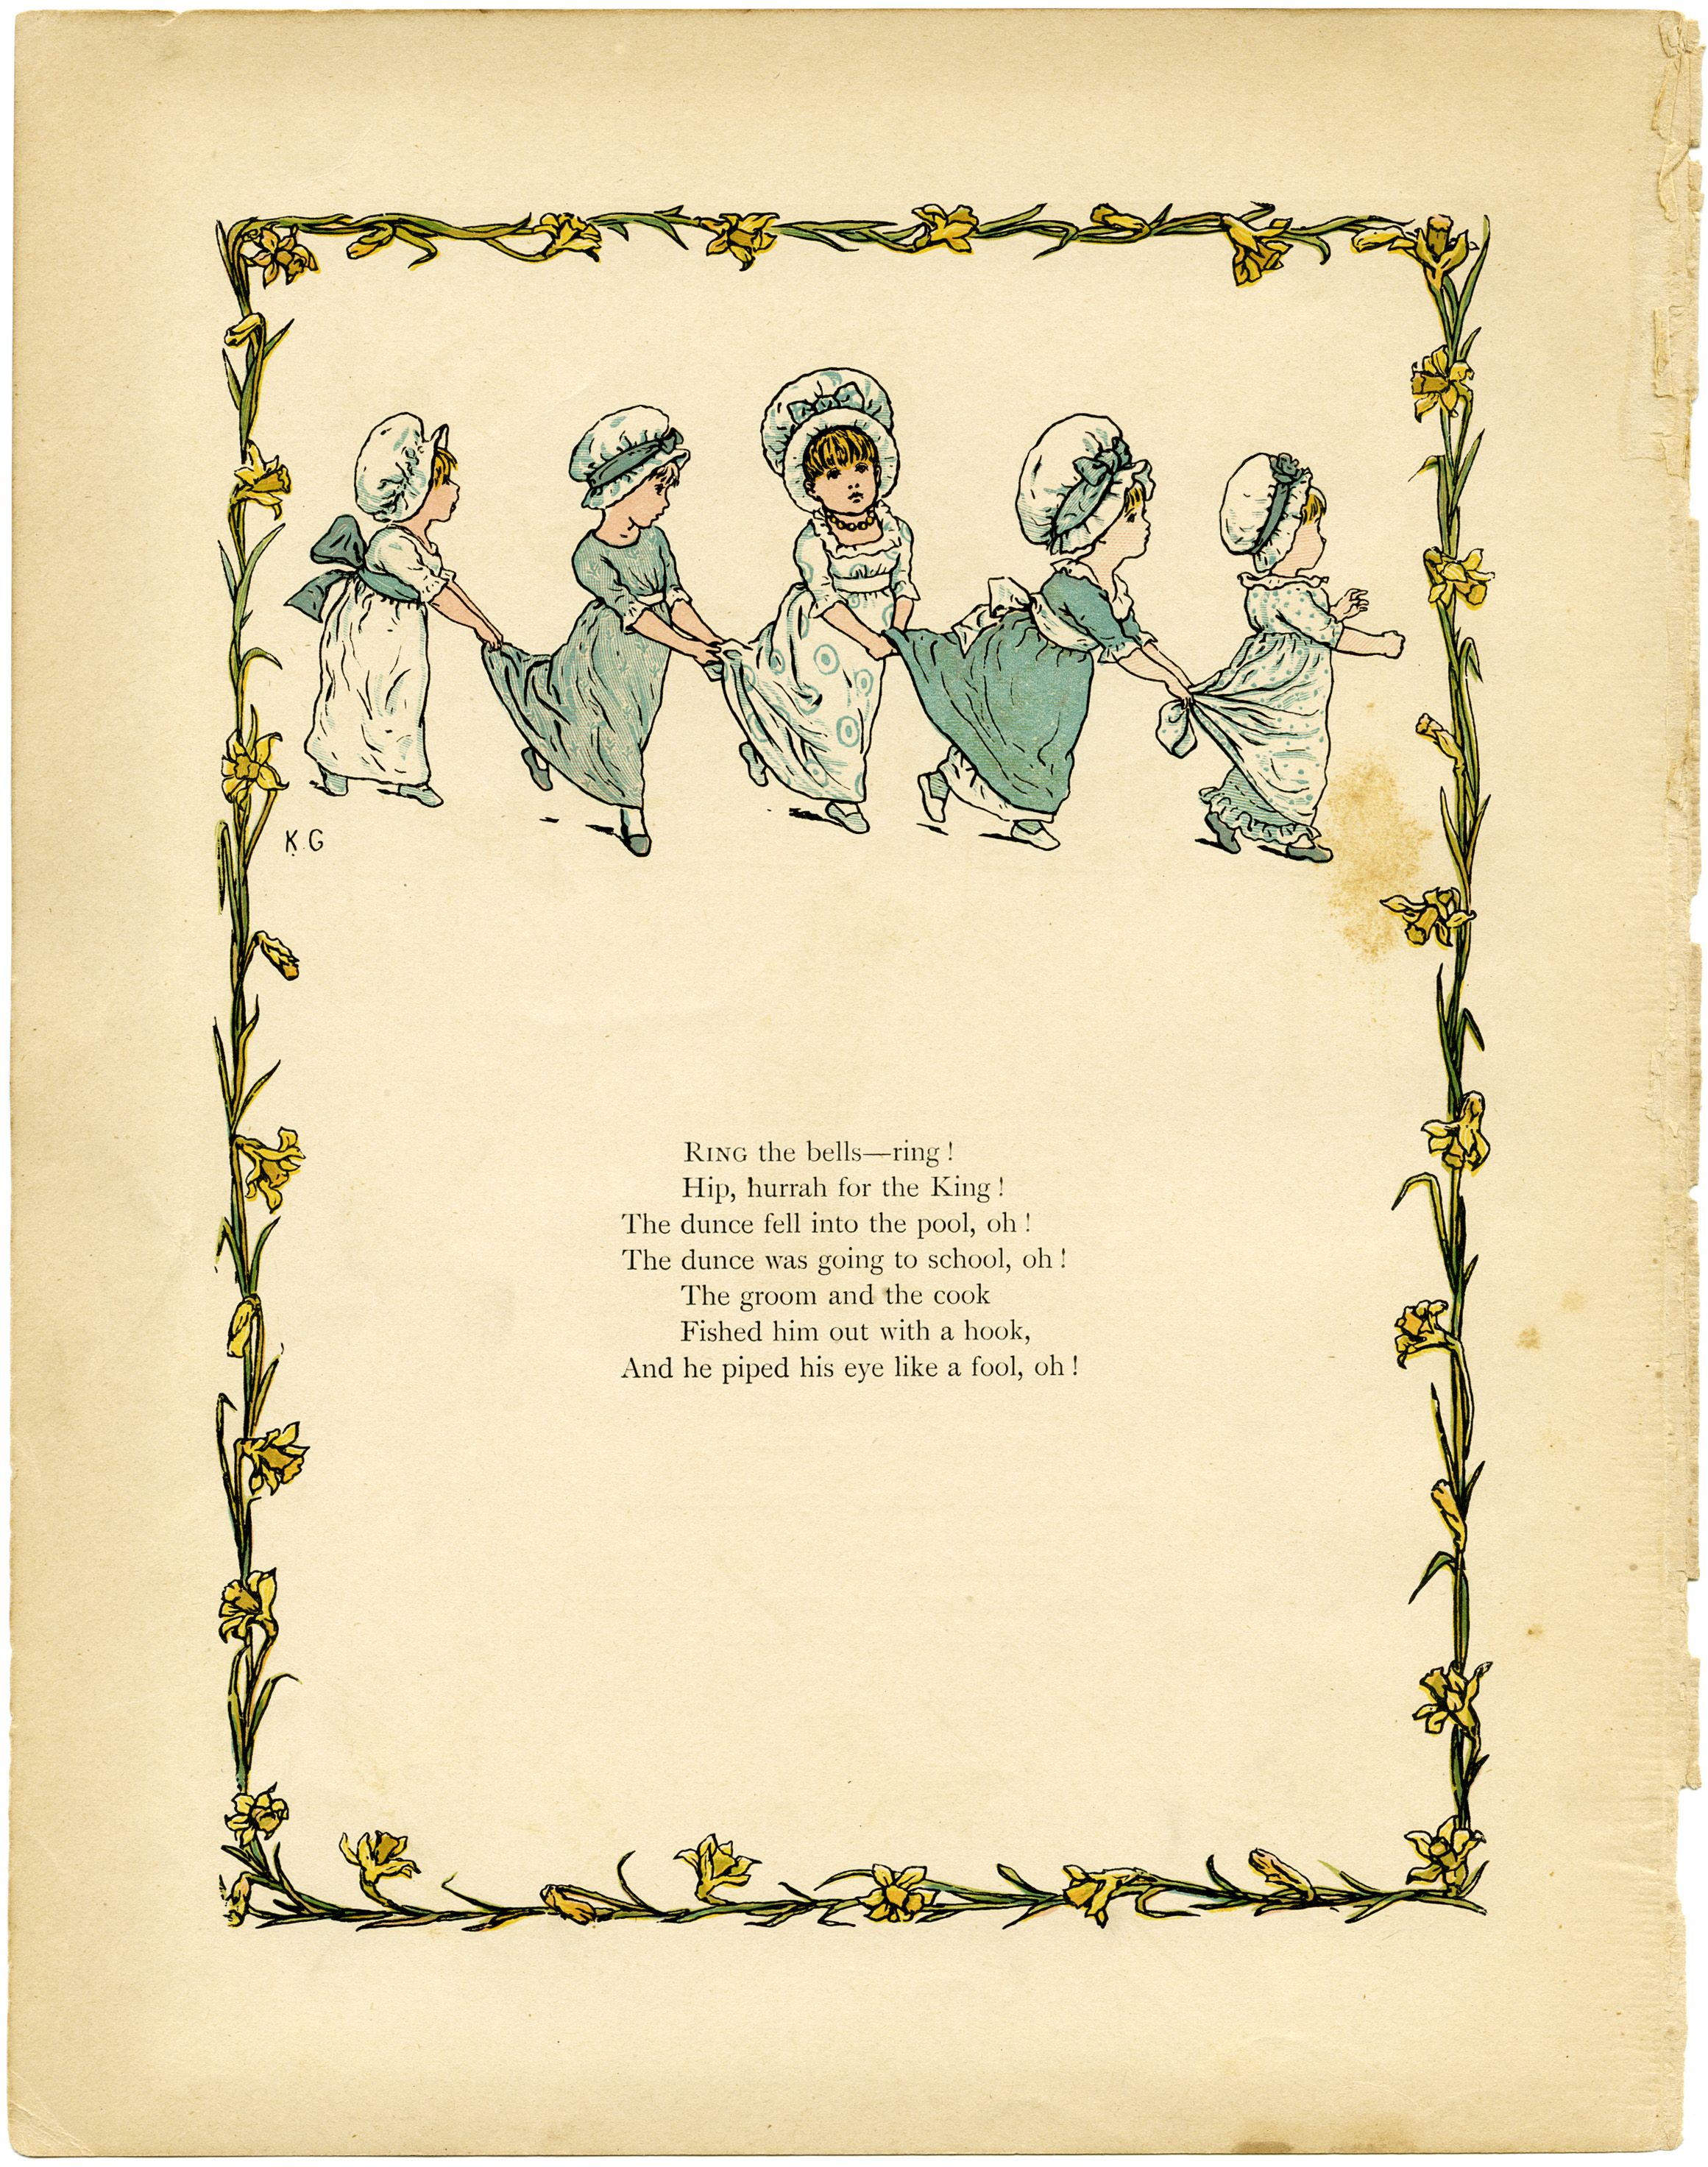 K.G
RING the bells—ring!
Hip, hurrah for the King!
The dunce fell into the pool, oh!
The dunce was going to school, oh!
The groom and the cook
Fished him out with a hook,
And he piped his eye like a fool, oh!